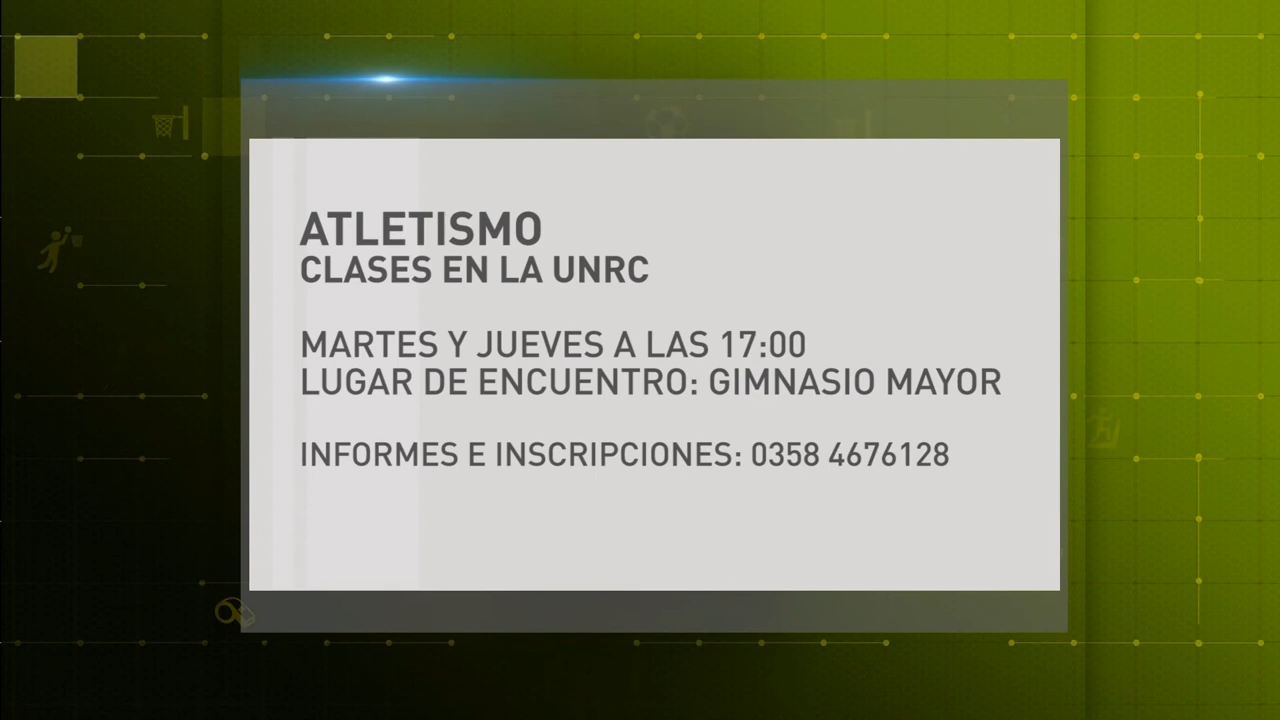 ATLETISMO
CLASES EN LA UNRC
MARTES Y JUEVES A LAS 17:00
LUGAR DE ENCUENTRO: GIMNASIO MAYOR
INFORMES E INSCRIPCIONES: 0358 4676128